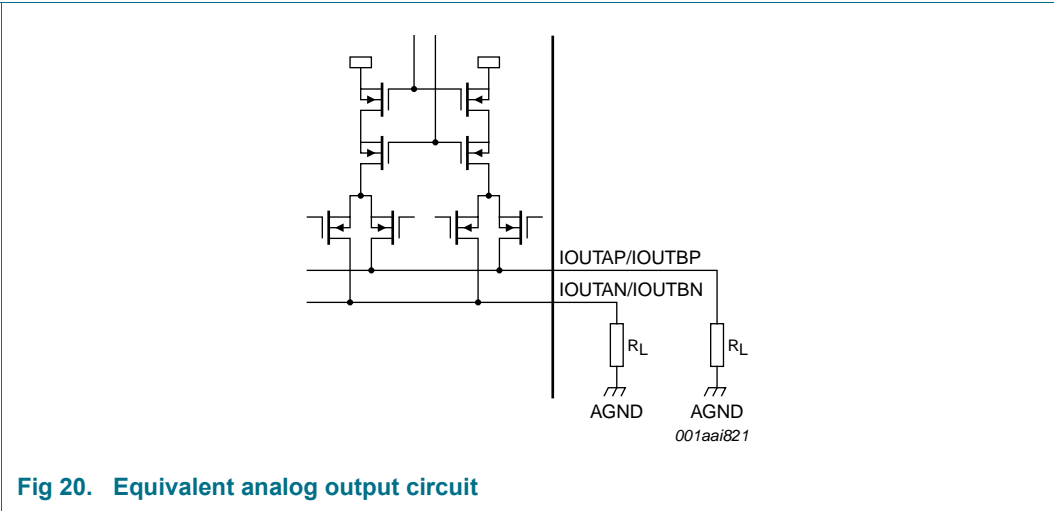 IOUTAP/IOUTBP
IOUTAN/IOUTBN
RL
RL
AGND
AGND
001aai821
Fig 20. Equivalent analog output circuit